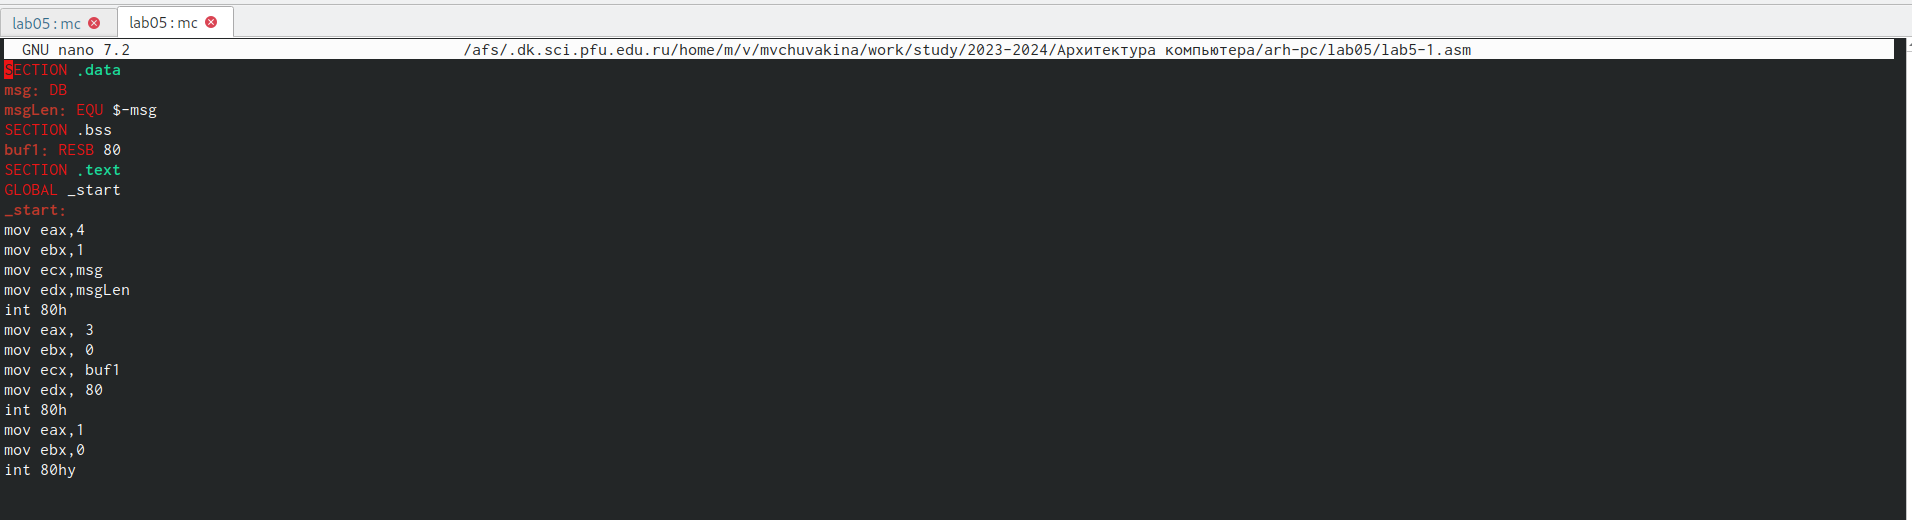 lab05 : mc lab05 : mc
GNU nano 7.2 /afs/.dk.sci.pfu.edu.ru/home/m/v/mvchuvakina/work/study/2023-2024/Архитектура компьютера/arh-pc/lab05/lab5-1.asm
SECTION .data
msg: DB
msgLen: EQU $-msg
SECTION .bss
buf1: RESB 80
SECTION .text
GLOBAL _start
_start:
mov eax,4
mov ebx,1
mov ecx,msg
mov edx,msgLen
int 80h
mov eax, 3
mov ebx, 0
mov ecx, buf1
mov edx, 80
int 80h
mov eax,1
mov ebx,0
int 80hy